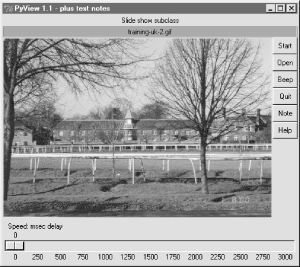 PyView 1.1 - plus test notes
Slide show subclass
training-uk-2.gif
Start
Open
Beep
Quit
Note
Help
Speed: msec delay
0
0 250 500 750 1000 1250 1500 1750 2000 2250 2500 2750 3000